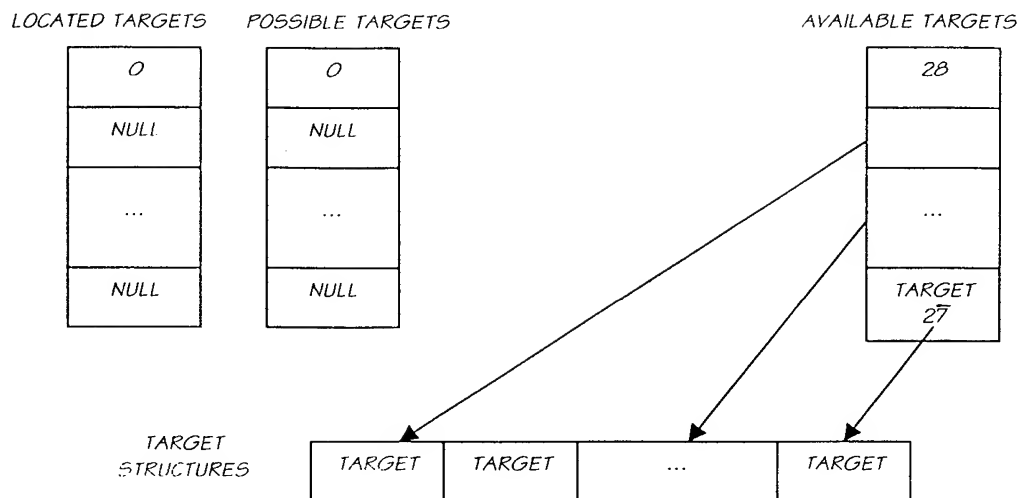 LOCATED TARGETS
POSSIBLE TARGETS
AVAILABLE TARGETS
0
0
28
NULL
NULL
...
...
...
NULL
NULL
TARGET
27
TARGET
STRUCTURES
TARGET
TARGET
...
TARGET